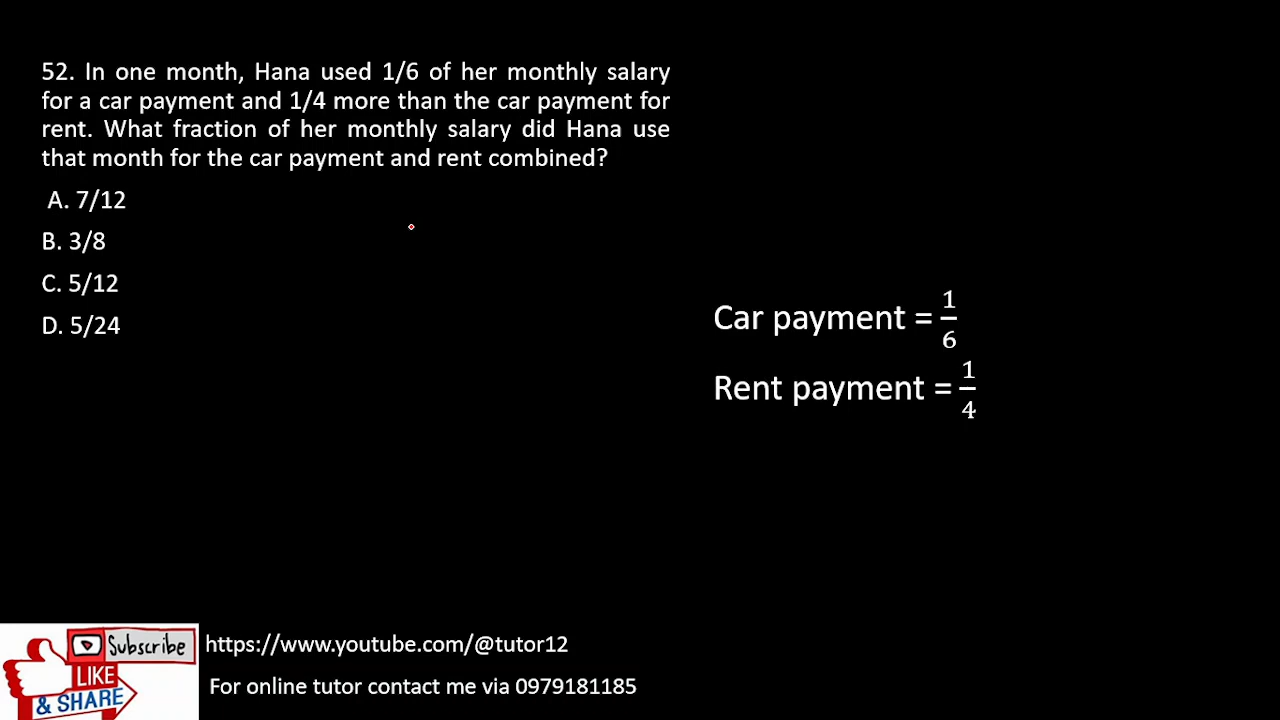 52. In one month, Hana used 1/6 of her monthly salary
for a car payment and 1/4 more than the car payment for
rent. What fraction of her monthly salary did Hana use
that month for the car payment and rent combined?
A. 7/12
B. 3/8
C. 5/12
D. 5/24
Car payment = 1/6
Rent payment = 1/4
Subscribe
LIKE
& SHARE
https://www.youtube.com/@tutor12
For online tutor contact me via 0979181185